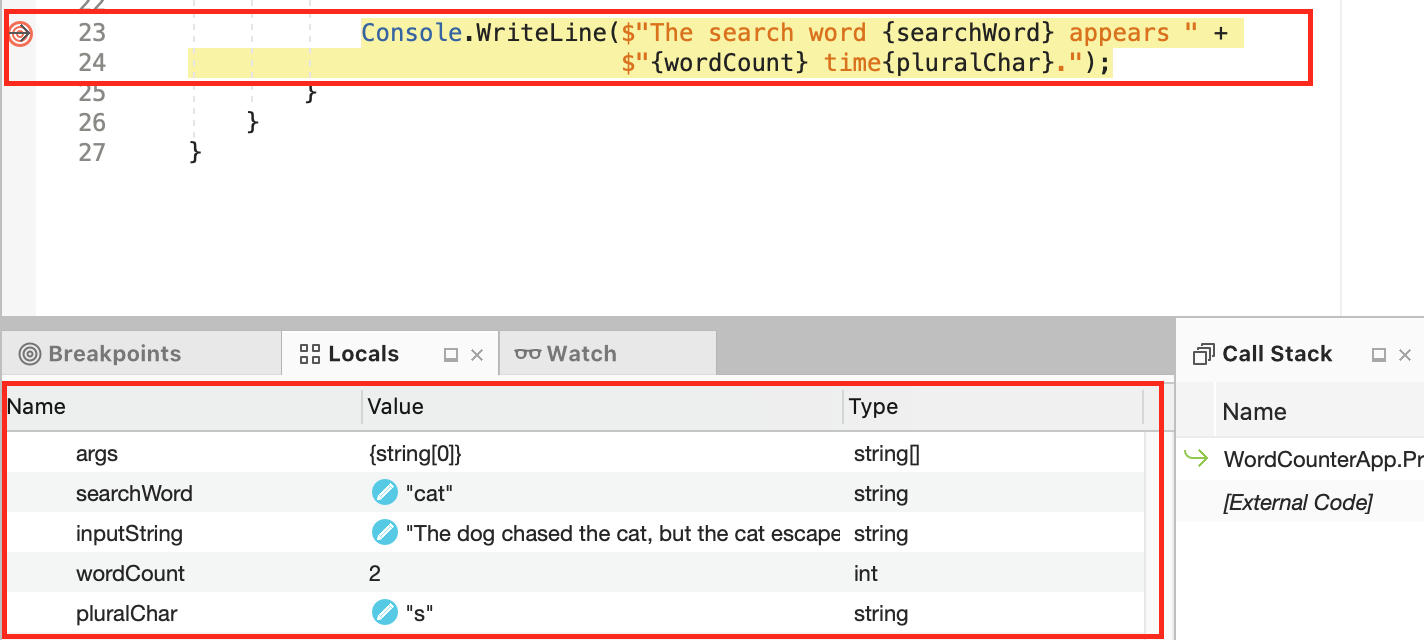 22
23 Console.WriteLine($"The search word {searchWord} appears " +
24 $"{wordCount} time{pluralChar}.");
25 }
26 }
27 }
Breakpoints Locals Watch
Name Value Type
args {string[0]} string[]
searchWord "cat" string
inputString "The dog chased the cat, but the cat escape string
wordCount 2 int
pluralChar "s" string
Call Stack
Name
WordCounterApp.Pr
[External Code]